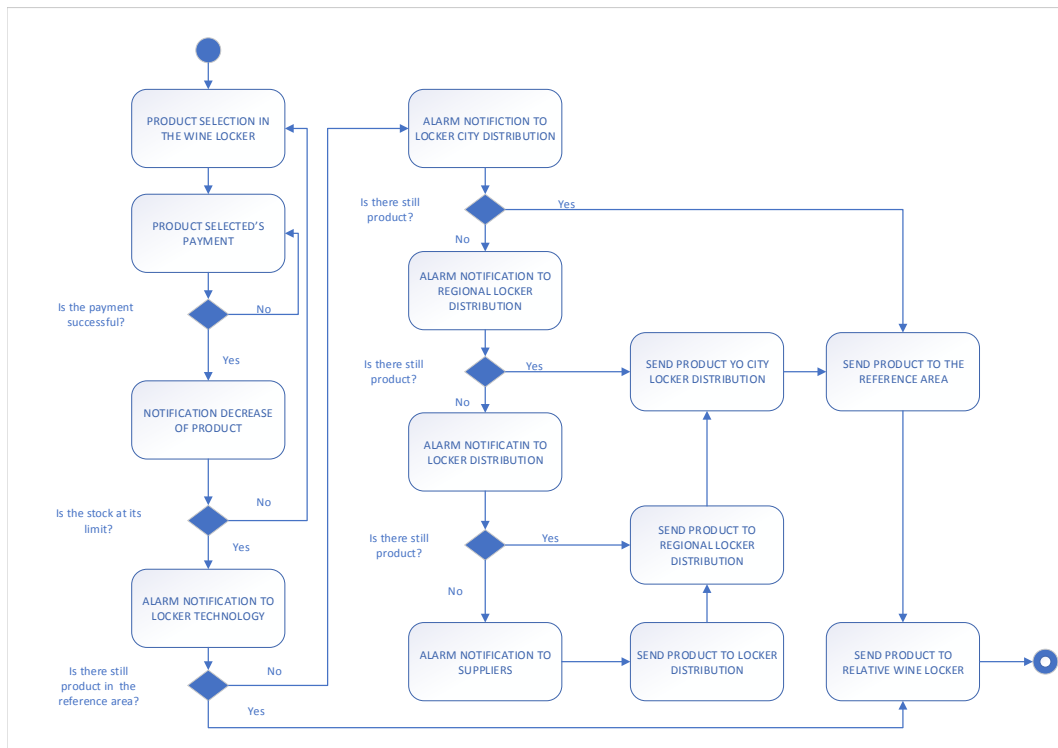 PRODUCT SELECTION IN
THE WINE LOCKER
PRODUCT SELECTED'S
PAYMENT
Is the payment
successful?
No
Yes
NOTIFICATION DECREASE
OF PRODUCT
Is the stock at its
limit?
No
Yes
ALARM NOTIFICATION TO
LOCKER TECHNOLOGY
Is there still
product in the
reference area?
No
Yes
ALARM NOTIFICTION TO
LOCKER CITY DISTRIBUTION
Is there still
product?
Yes
No
ALARM NOTIFICATION TO
REGIONAL LOCKER
DISTRIBUTION
Is there still
product?
Yes
No
ALARM NOTIFICATIN TO
LOCKER DISTRIBUTION
Is there still
product?
Yes
No
ALARM NOTIFICATION TO
SUPPLIERS
SEND PRODUCT YO CITY
LOCKER DISTRIBUTION
SEND PRODUCT TO
REGIONAL LOCKER
DISTRIBUTION
SEND PRODUCT TO LOCKER
DISTRIBUTION
SEND PRODUCT TO THE
REFERENCE AREA
SEND PRODUCT TO
RELATIVE WINE LOCKER